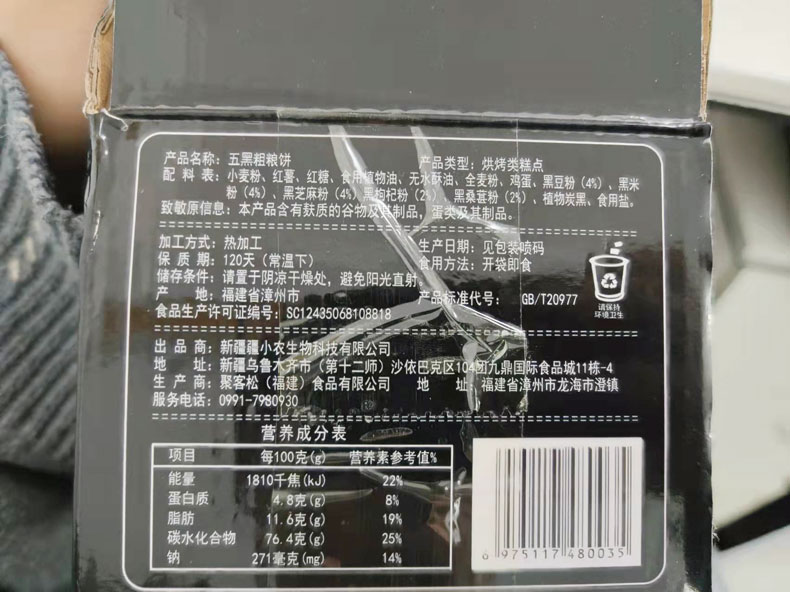 产品名称：五黑粗粮饼 产品类型：烘烤类糕点
配 料 表：小麦粉、红薯、红糖、食用植物油、无水酥油、全麦粉、鸡蛋、黑豆粉（4%）、黑米
粉（4%）、黑芝麻粉（4%）黑枸杞粉（2%）、黑桑葚粉（2%）、植物炭黑、食用盐。
致敏原信息：本产品含有麸质的谷物及其制品，蛋类及其制品。
加工方式：热加工 生产日期：见包装喷码
保 质 期：120天（常温下） 食用方法：开袋即食
储存条件：请置于阴凉干燥处，避免阳光直射
产 地：福建省漳州市 产品标准代号： GB/T20977
食品生产许可证编号：SC12435068108818
请保持
环境卫生
出 品 商：新疆疆小农生物科技有限公司
地 址：新疆乌鲁木齐市（第十二师）沙依巴克区104团九鼎国际食品城11栋-4
生 产 商：聚客松（福建）食品有限公司 地 址：福建省漳州市龙海市澄镇
服务电话：0991-7980930
营养成分表
项目 每100克(g) 营养素参考值%
能量 1810千焦(kJ) 22%
蛋白质 4.8克(g) 8%
脂肪 11.6克(g) 19%
碳水化合物 76.4克(g) 25%
钠 271毫克(mg) 14%
6 975117 480035